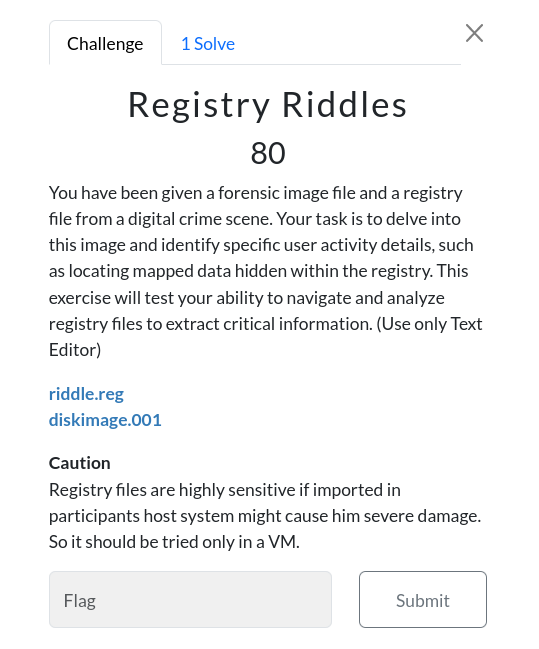 Challenge
1 Solve
Registry Riddles
80
You have been given a forensic image file and a registry
file from a digital crime scene. Your task is to delve into
this image and identify specific user activity details, such
as locating mapped data hidden within the registry. This
exercise will test your ability to navigate and analyze
registry files to extract critical information. (Use only Text
Editor)
riddle.reg
diskimage.001
Caution
Registry files are highly sensitive if imported in
participants host system might cause him severe damage.
So it should be tried only in a VM.
Flag
Submit